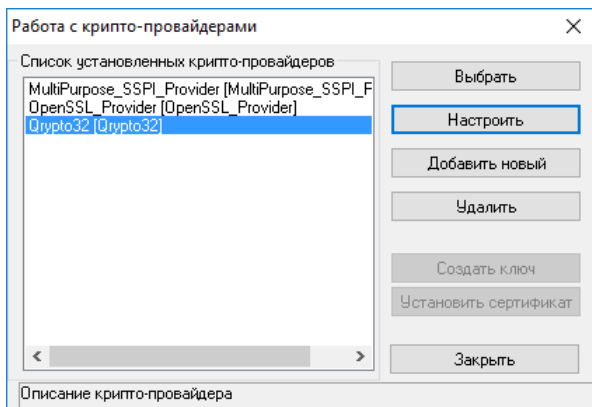 Работа с крипто-провайдерами
Список установленных крипто-провайдеров
MultiPurpose_SSPI_Provider [MultiPurpose_SSPI_F
OpenSSL_Provider [OpenSSL_Provider]
Qrypto32 [Qrypto32]
Выбрать
Настроить
Добавить новый
Удалить
Создать ключ
Установить сертификат
Закрыть
Описание крипто-провайдера